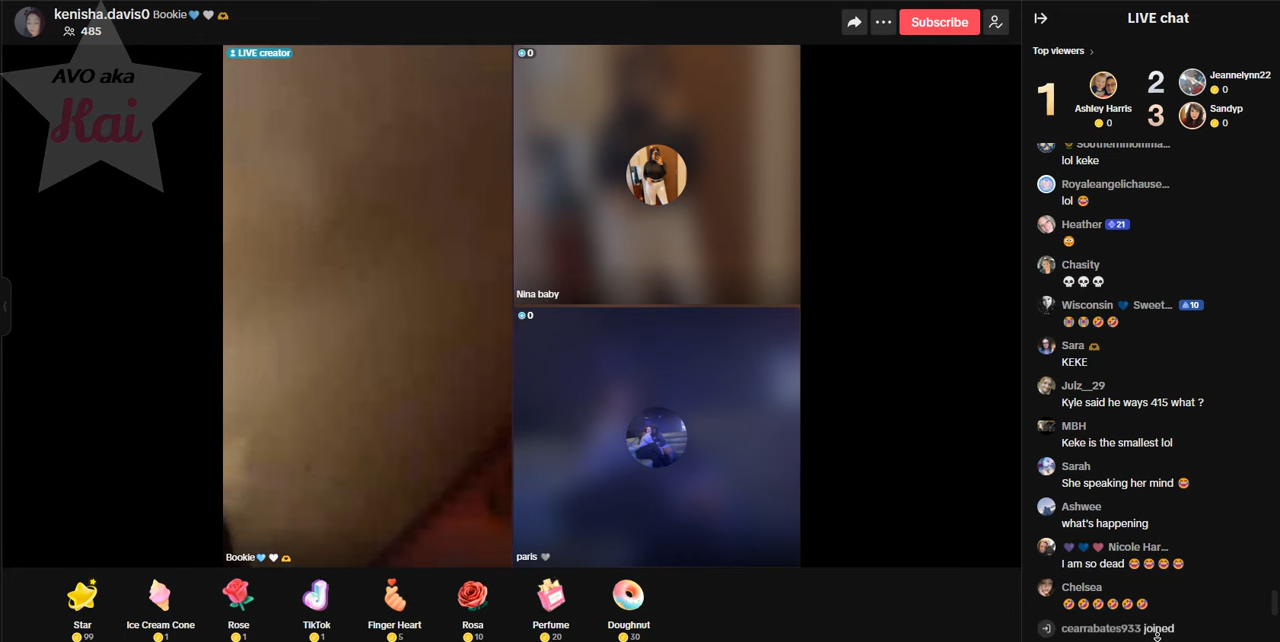 kenisha.davis0 Bookie💙🤍🫶
485
Subscribe
AVO aka
Kai
LIVE creator
0
Nina baby
0
Bookie💙🤍🫶
paris 🩶
Star
99
Ice Cream Cone
1
Rose
1
TikTok
1
Finger Heart
5
Rosa
10
Perfume
20
Doughnut
30
LIVE chat
Top viewers
1
Ashley Harris
0
2
Jeannelynn22
0
3
Sandyp
0
Southernmomma...
lol keke
Royaleangelichause...
lol
Heather 21
Chasity
💀💀💀
Wisconsin 💙 Sweet... 10
😭😭🤣🤣
Sara 🫶
KEKE
Julz__29
Kyle said he ways 415 what ?
MBH
Keke is the smallest lol
Sarah
She speaking her mind
Ashwee
what's happening
💜💙❤️ Nicole Har...
I am so dead
Chelsea
🤣🤣🤣🤣🤣🤣
cearrabates933 joined